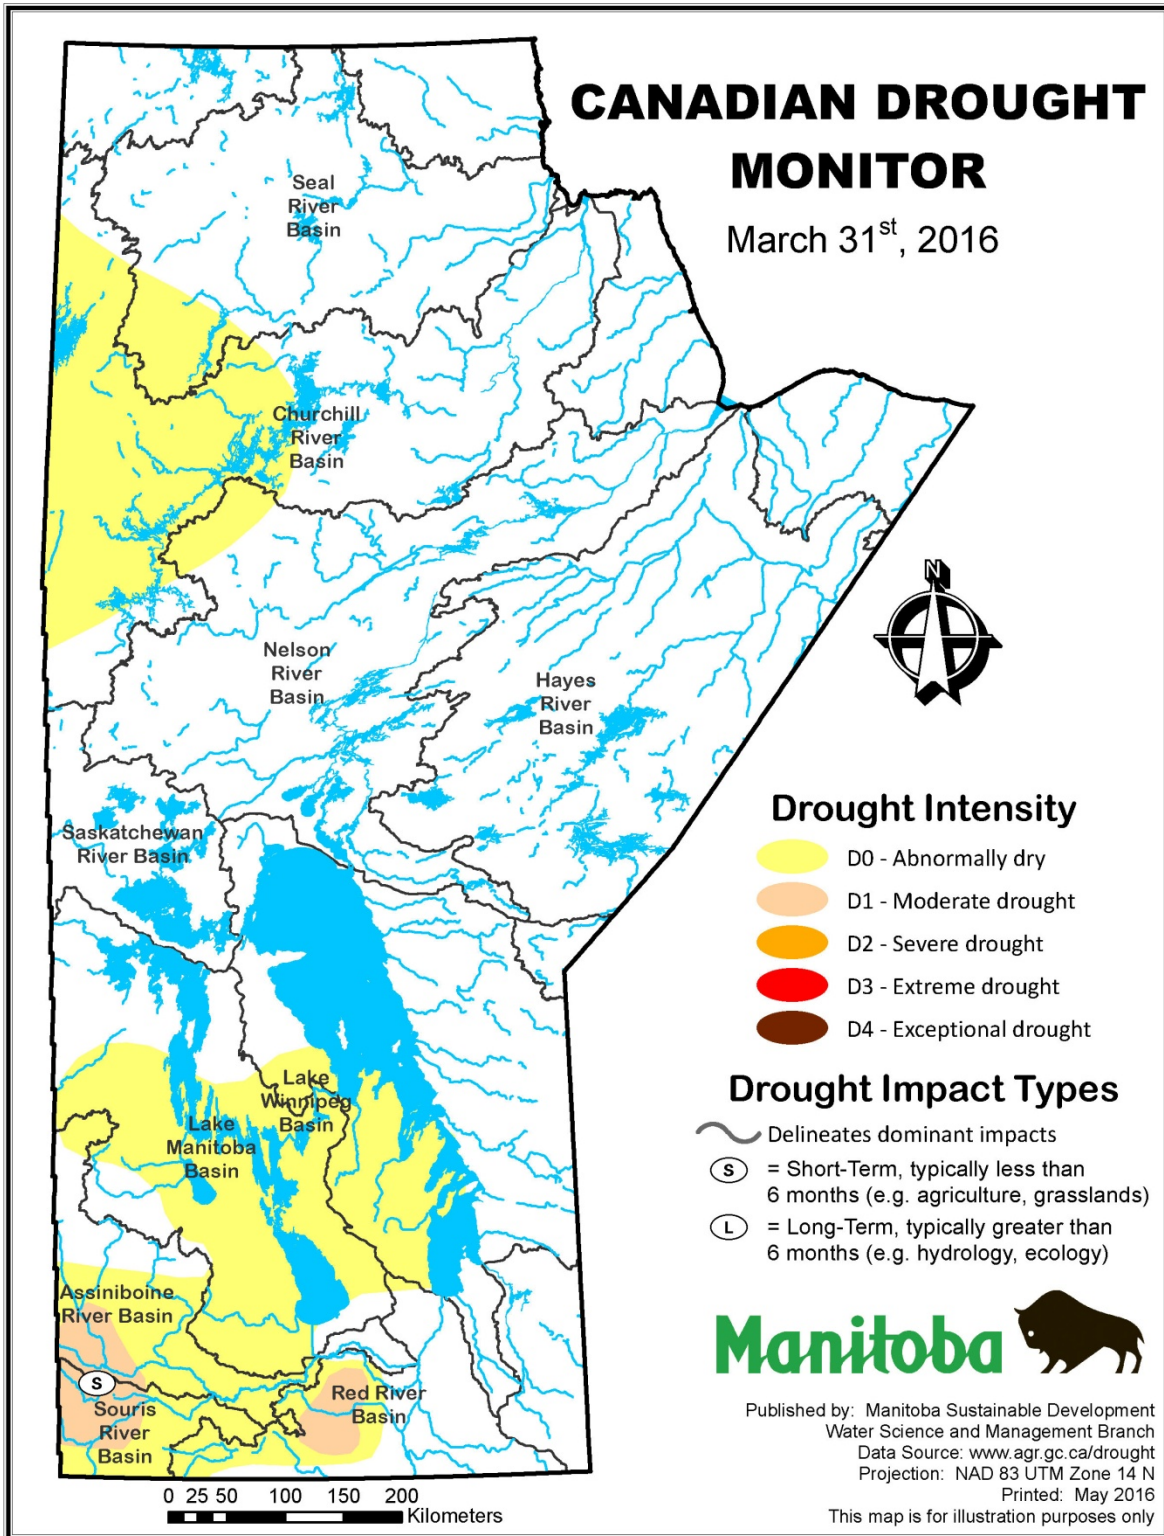 CANADIAN DROUGHT
MONITOR
March 31st, 2016
Seal
River
Basin
Churchill
River
Basin
Nelson
River
Basin
Hayes
River
Basin
Saskatchewan
River Basin
Lake
Winnipeg
Basin
Lake
Manitoba
Basin
Assiniboine
River Basin
S
Souris
River
Basin
Red River
Basin
N
Drought Intensity
D0 - Abnormally dry
D1 - Moderate drought
D2 - Severe drought
D3 - Extreme drought
D4 - Exceptional drought
Drought Impact Types
Delineates dominant impacts
S = Short-Term, typically less than
6 months (e.g. agriculture, grasslands)
L = Long-Term, typically greater than
6 months (e.g. hydrology, ecology)
Manitoba
Published by: Manitoba Sustainable Development
Water Science and Management Branch
Data Source: www.agr.gc.ca/drought
Projection: NAD 83 UTM Zone 14 N
Printed: May 2016
This map is for illustration purposes only
0 25 50 100 150 200
Kilometers